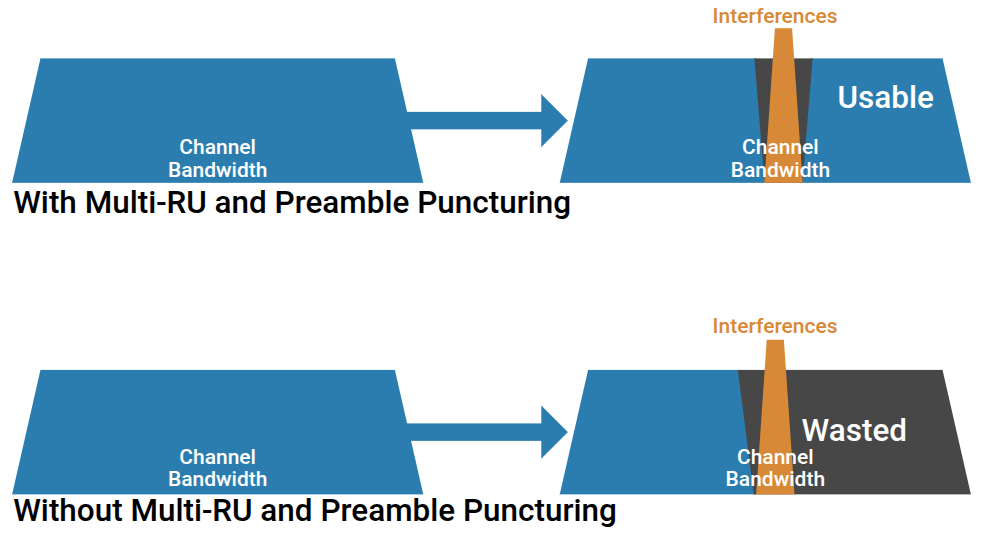 Interferences
Usable
Channel
Bandwidth
Channel
Bandwidth
With Multi-RU and Preamble Puncturing
Interferences
Wasted
Channel
Bandwidth
Channel
Bandwidth
Without Multi-RU and Preamble Puncturing